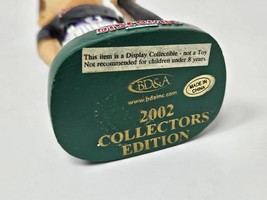 This item is a Display Collectible - not a Toy
Not recommended for children under 8 years.
BD&A
www.bdainc.com
MADE IN
CHINA
2002
COLLECTORS
EDITION